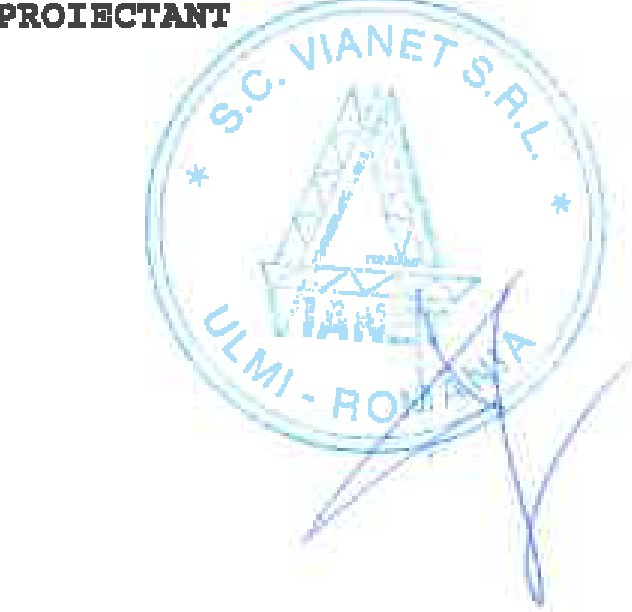 PROIECTANT
* S.C. VIANET S.R.L. *
ULMI - ROMANIA